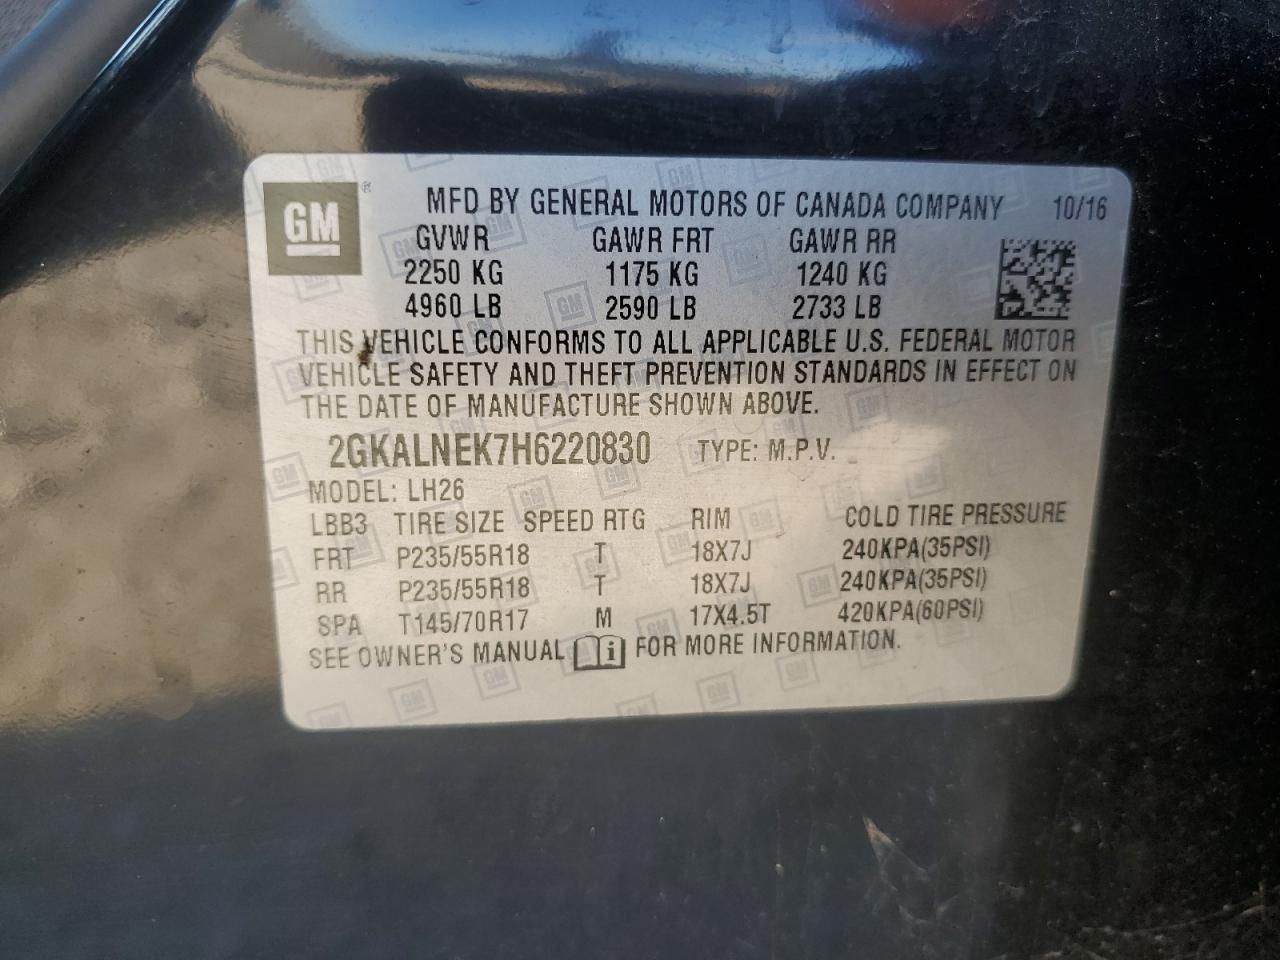 GM ® MFD BY GENERAL MOTORS OF CANADA COMPANY 10/16
GVWR GAWR FRT GAWR RR
2250 KG 1175 KG 1240 KG
4960 LB 2590 LB 2733 LB
THIS VEHICLE CONFORMS TO ALL APPLICABLE U.S. FEDERAL MOTOR
VEHICLE SAFETY AND THEFT PREVENTION STANDARDS IN EFFECT ON
THE DATE OF MANUFACTURE SHOWN ABOVE.
2GKALNEK7H6220830 TYPE: M.P.V.
MODEL: LH26
LBB3 TIRE SIZE SPEED RTG RIM COLD TIRE PRESSURE
FRT P235/55R18 T 18X7J 240KPA(35PSI)
RR P235/55R18 T 18X7J 240KPA(35PSI)
SPA T145/70R17 M 17X4.5T 420KPA(60PSI)
SEE OWNER'S MANUAL i FOR MORE INFORMATION.